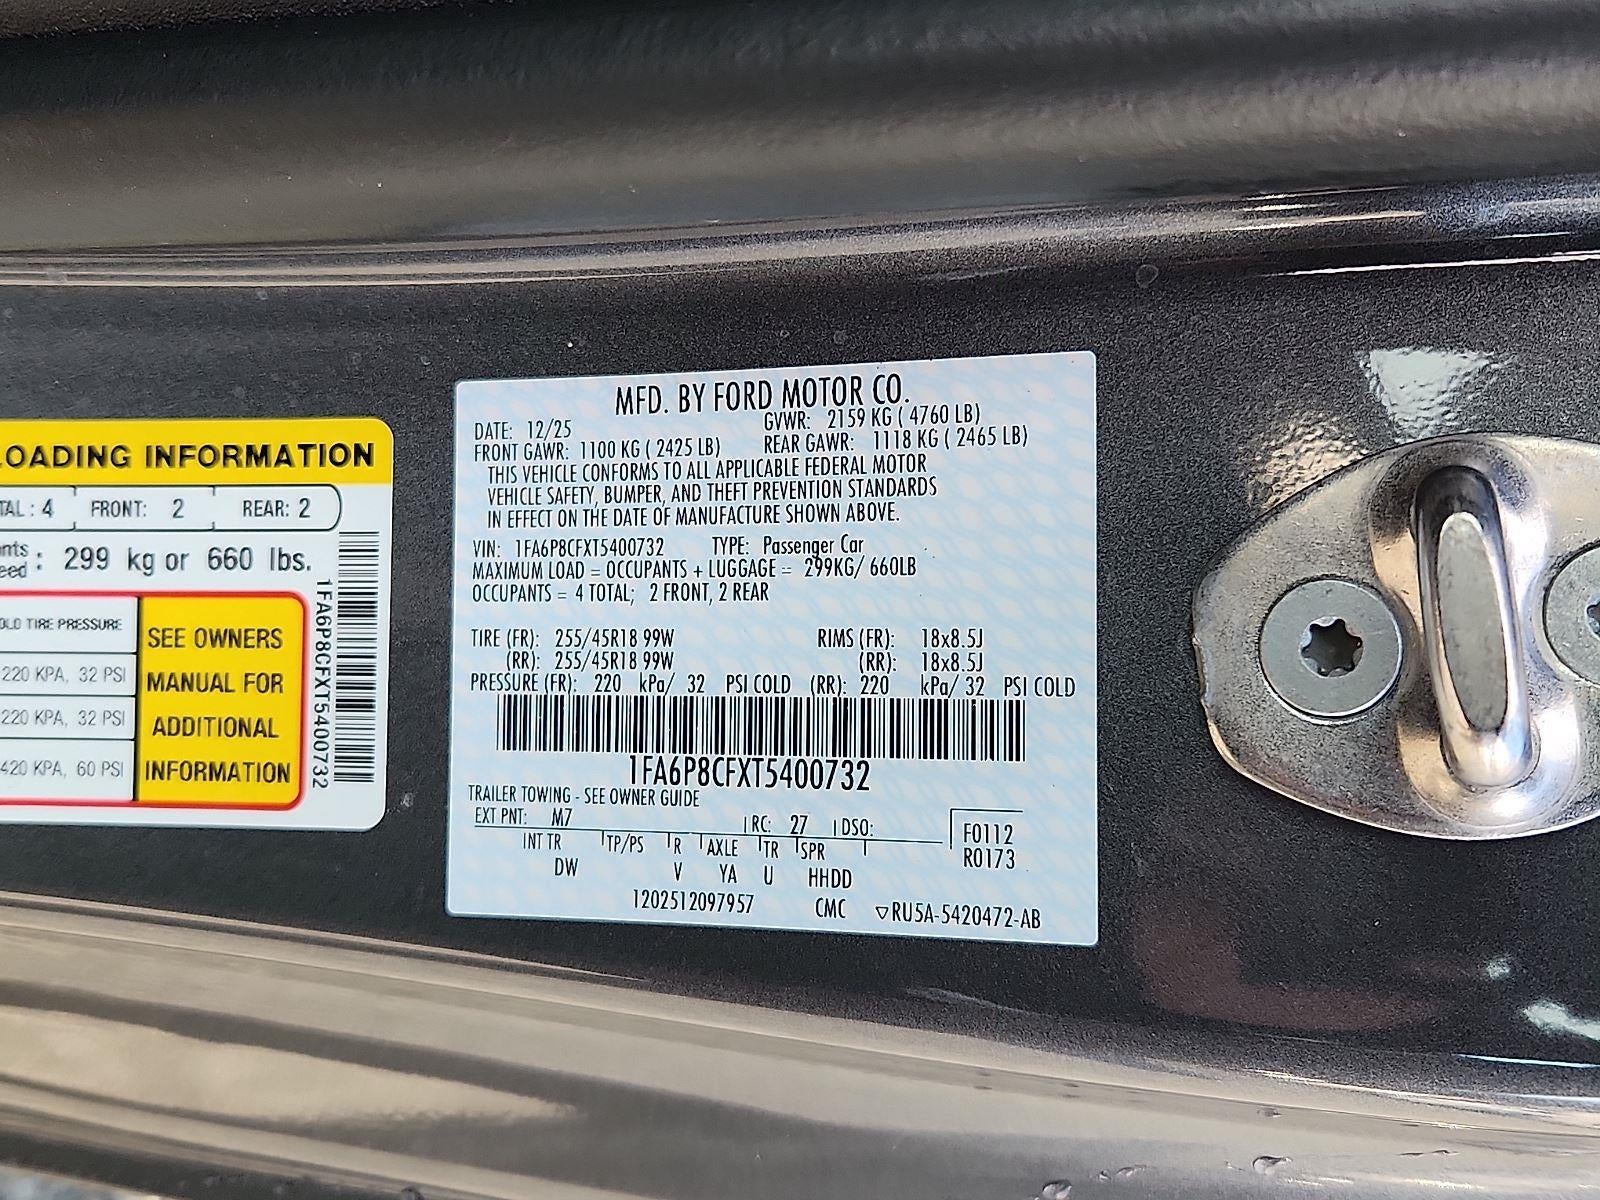 LOADING INFORMATION
TAL : 4 FRONT: 2 REAR: 2
nts
eed : 299 kg or 660 lbs.
OLD TIRE PRESSURE
220 KPA, 32 PSI
220 KPA, 32 PSI
420 KPA, 60 PSI
SEE OWNERS
MANUAL FOR
ADDITIONAL
INFORMATION
1FA6P8CFXT5400732
MFD. BY FORD MOTOR CO.
DATE: 12/25 GVWR: 2159 KG ( 4760 LB)
FRONT GAWR: 1100 KG ( 2425 LB) REAR GAWR: 1118 KG ( 2465 LB)
THIS VEHICLE CONFORMS TO ALL APPLICABLE FEDERAL MOTOR
VEHICLE SAFETY, BUMPER, AND THEFT PREVENTION STANDARDS
IN EFFECT ON THE DATE OF MANUFACTURE SHOWN ABOVE.
VIN: 1FA6P8CFXT5400732 TYPE: Passenger Car
MAXIMUM LOAD = OCCUPANTS + LUGGAGE = 299KG/ 660LB
OCCUPANTS = 4 TOTAL; 2 FRONT, 2 REAR
TIRE (FR): 255/45R18 99W RIMS (FR): 18x8.5J
(RR): 255/45R18 99W (RR): 18x8.5J
PRESSURE (FR): 220 kPa/ 32 PSI COLD (RR): 220 kPa/ 32 PSI COLD
1FA6P8CFXT5400732
TRAILER TOWING - SEE OWNER GUIDE
EXT PNT: M7 RC: 27 DSO: F0112
INT TR TP/PS R AXLE TR SPR R0173
DW V YA U HHDD
1202512097957 CMC ▽RU5A-5420472-AB